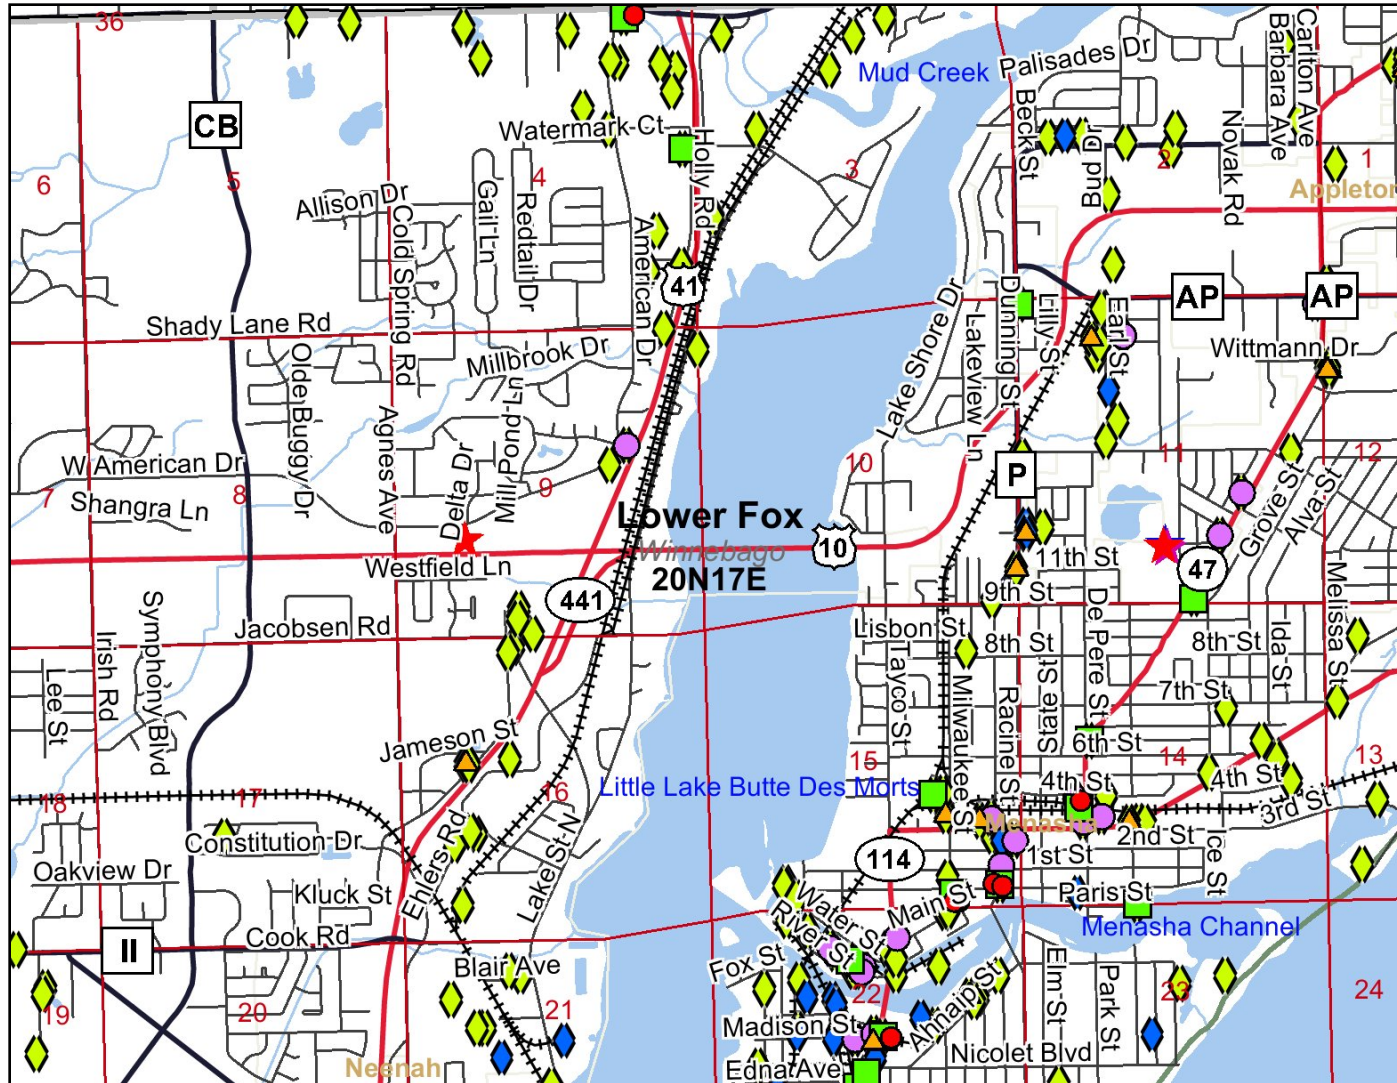 36
Mud Creek
Palisades Dr
Carlton Ave
Barbara Ave
CB
Watermark Ct
Holly Rd
Beck St
Bud Dr
Novak Rd
6
5
4
3
2
1
Appleton
Allison Dr
Cold Spring Rd
Gail Ln
Redtail Dr
American Dr
41
Lake Shore Dr
Lakeview Ln
Dunning St
Lilly St
Earl St
AP
AP
Shady Lane Rd
Olde Buggy Dr
Millbrook Dr
Wittmann Dr
Agnes Ave
Delta Dr
Mill Pond Ln
W American Dr
Shangra Ln
7
8
9
10
11
12
P
Grove St
Alva St
Lower Fox
Winnebago
20N17E
10
Westfield Ln
441
11th St
47
9th St
De Pere St
Melissa St
Jacobsen Rd
Symphony Blvd
Irish Rd
Lee St
Lisbon St
8th St
8th St
Tayco St
Milwaukee St
Racine St
State St
Ida St
7th St
6th St
Jameson St
15
14
13
Little Lake Butte Des Morts
4th St
4th St
3rd St
18
17
16
Menasha
2nd St
Constitution Dr
Ehlers Rd
Lake St N
114
1st St
Ice St
Oakview Dr
Kluck St
Water St
River St
Main St
Paris St
Menasha Channel
II
Cook Rd
Blair Ave
Fox St
Elm St
Park St
19
20
21
22
23
24
Madison St
Ahnaip St
Neenah
Edna Ave
Nicolet Blvd